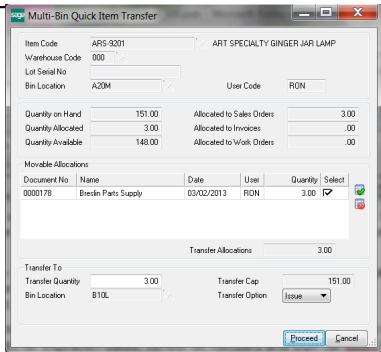 sage Multi-Bin Quick Item Transfer
Item Code ARS-9201 ART SPECIALTY GINGER JAR LAMP
Warehouse Code 000
Lot Serial No
Bin Location A20M User Code RON
Quantity on Hand 151.00 Allocated to Sales Orders 3.00
Quantity Allocated 3.00 Allocated to Invoices .00
Quantity Available 148.00 Allocated to Work Orders .00
Movable Allocations
Document No Name Date User Quantity Select
0000178 Breslin Parts Supply 03/02/2013 RON 3.00
Transfer Allocations 3.00
Transfer To
Transfer Quantity 3.00 Transfer Cap 151.00
Bin Location B10L Transfer Option Issue
Proceed Cancel